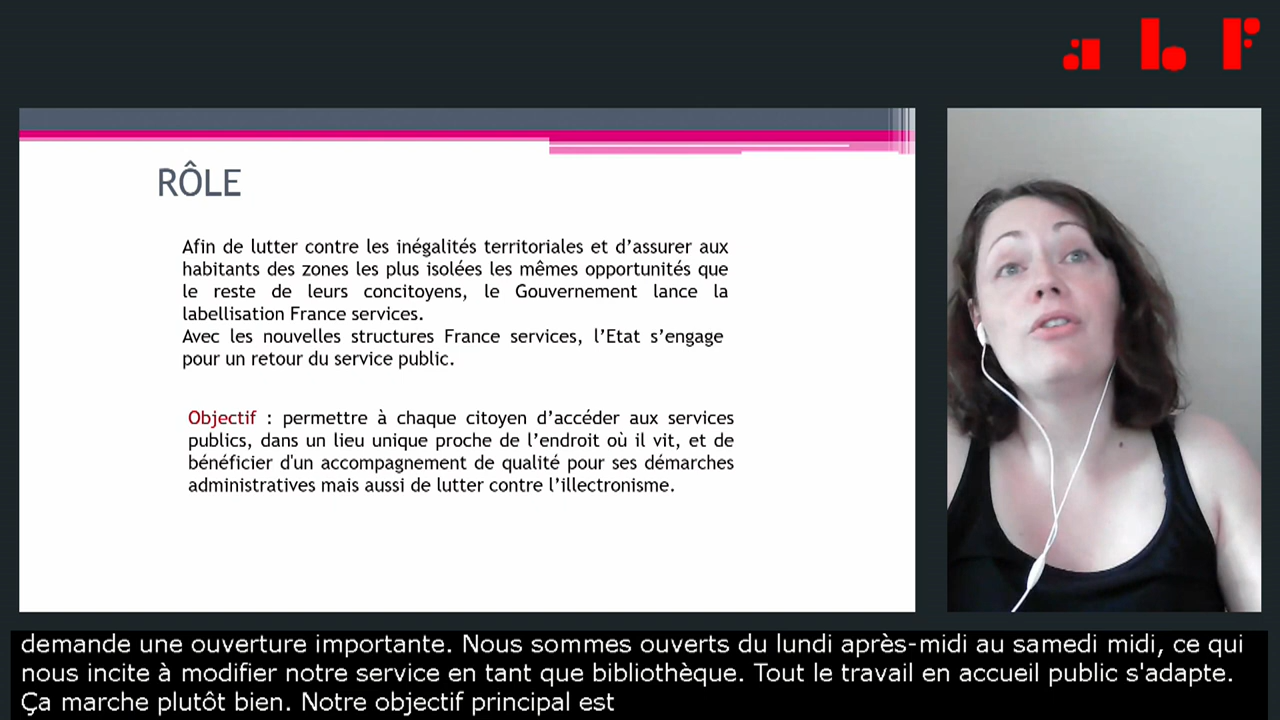 abf
RÔLE
Afin de lutter contre les inégalités territoriales et d’assurer aux
habitants des zones les plus isolées les mêmes opportunités que
le reste de leurs concitoyens, le Gouvernement lance la
labellisation France services.
Avec les nouvelles structures France services, l’Etat s’engage
pour un retour du service public.
Objectif : permettre à chaque citoyen d’accéder aux services
publics, dans un lieu unique proche de l’endroit où il vit, et de
bénéficier d'un accompagnement de qualité pour ses démarches
administratives mais aussi de lutter contre l’illectronisme.
demande une ouverture importante. Nous sommes ouverts du lundi après-midi au samedi midi, ce qui
nous incite à modifier notre service en tant que bibliothèque. Tout le travail en accueil public s'adapte.
Ça marche plutôt bien. Notre objectif principal est